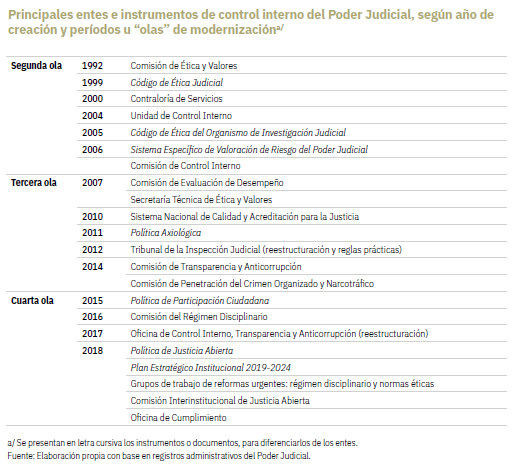 Principales entes e instrumentos de control interno del Poder Judicial, según año de
creación y períodos u “olas” de modernizacióna/
Segunda ola 1992 Comisión de Ética y Valores
1999 Código de Ética Judicial
2000 Contraloría de Servicios
2004 Unidad de Control Interno
2005 Código de Ética del Organismo de Investigación Judicial
2006 Sistema Específico de Valoración de Riesgo del Poder Judicial
Comisión de Control Interno
Tercera ola 2007 Comisión de Evaluación de Desempeño
Secretaría Técnica de Ética y Valores
2010 Sistema Nacional de Calidad y Acreditación para la Justicia
2011 Política Axiológica
2012 Tribunal de la Inspección Judicial (reestructuración y reglas prácticas)
2014 Comisión de Transparencia y Anticorrupción
Comisión de Penetración del Crimen Organizado y Narcotráfico
Cuarta ola 2015 Política de Participación Ciudadana
2016 Comisión del Régimen Disciplinario
2017 Oficina de Control Interno, Transparencia y Anticorrupción (reestructuración)
2018 Política de Justicia Abierta
Plan Estratégico Institucional 2019-2024
Grupos de trabajo de reformas urgentes: régimen disciplinario y normas éticas
Comisión Interinstitucional de Justicia Abierta
Oficina de Cumplimiento
a/ Se presentan en letra cursiva los instrumentos o documentos, para diferenciarlos de los entes.
Fuente: Elaboración propia con base en registros administrativos del Poder Judicial.